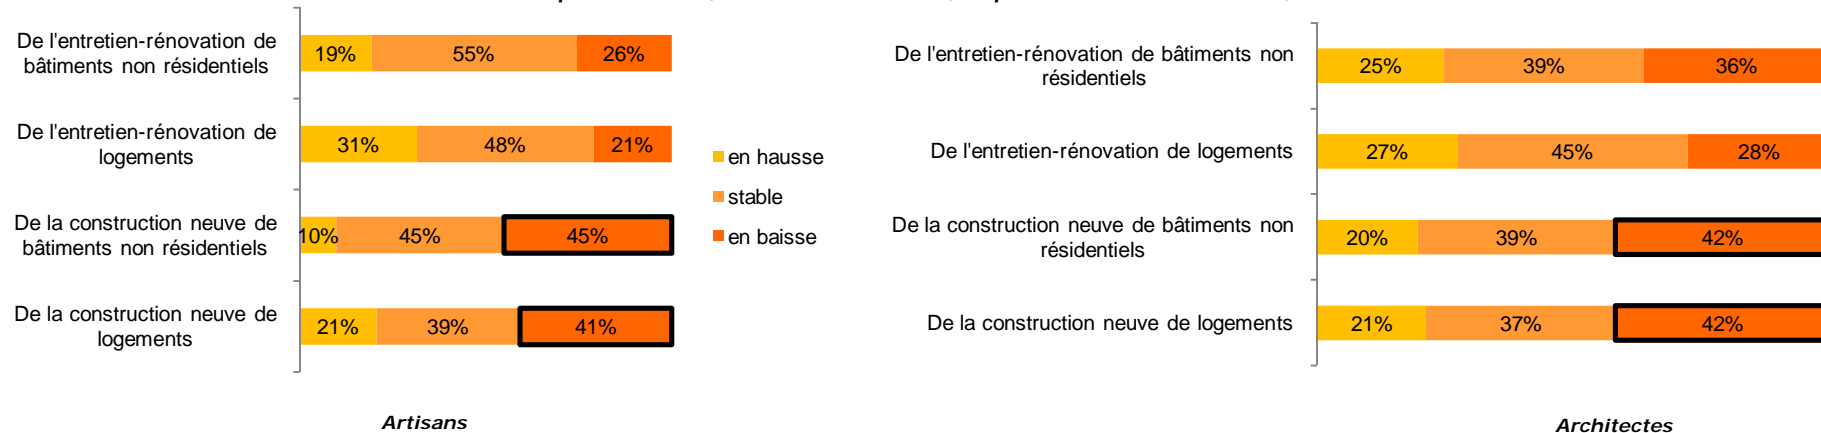 De l'entretien-rénovation de
bâtiments non résidentiels
19% 55% 26%
De l'entretien-rénovation de
logements
31% 48% 21%
De la construction neuve de
bâtiments non résidentiels
10% 45% 45%
De la construction neuve de
logements
21% 39% 41%
Artisans
en hausse
stable
en baisse
De l'entretien-rénovation de bâtiments non
résidentiels
25% 39% 36%
De l'entretien-rénovation de logements
27% 45% 28%
De la construction neuve de bâtiments non
résidentiels
20% 39% 42%
De la construction neuve de logements
21% 37% 42%
Architectes